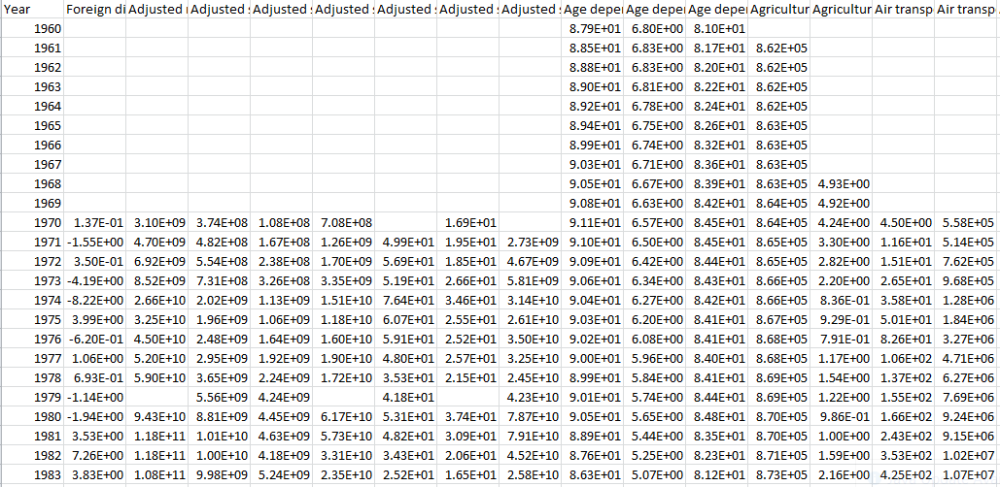 Year Foreign di Adjusted r Adjusted s Adjusted s Adjusted s Adjusted s Adjusted s Adjusted s Age depe Age depe Age depe Agricultur Agricultur Air transp Air transp
1960 8.79E+01 6.80E+00 8.10E+01
1961 8.85E+01 6.83E+00 8.17E+01 8.62E+05
1962 8.88E+01 6.83E+00 8.20E+01 8.62E+05
1963 8.90E+01 6.81E+00 8.22E+01 8.62E+05
1964 8.92E+01 6.78E+00 8.24E+01 8.62E+05
1965 8.94E+01 6.75E+00 8.26E+01 8.63E+05
1966 8.99E+01 6.74E+00 8.32E+01 8.63E+05
1967 9.03E+01 6.71E+00 8.36E+01 8.63E+05
1968 9.05E+01 6.67E+00 8.39E+01 8.63E+05 4.93E+00
1969 9.08E+01 6.63E+00 8.42E+01 8.64E+05 4.92E+00
1970 1.37E-01 3.10E+09 3.74E+08 1.08E+08 7.08E+08 1.69E+01 9.11E+01 6.57E+00 8.45E+01 8.64E+05 4.24E+00 4.50E+00 5.58E+05
1971 -1.55E+00 4.70E+09 4.82E+08 1.67E+08 1.26E+09 4.99E+01 1.95E+01 2.73E+09 9.10E+01 6.50E+00 8.45E+01 8.65E+05 3.30E+00 1.16E+01 5.14E+05
1972 3.50E-01 6.92E+09 5.54E+08 2.38E+08 1.70E+09 5.69E+01 1.85E+01 4.67E+09 9.09E+01 6.42E+00 8.44E+01 8.65E+05 2.82E+00 1.51E+01 7.62E+05
1973 -4.19E+00 8.52E+09 7.31E+08 3.26E+08 3.35E+09 5.19E+01 2.66E+01 5.81E+09 9.06E+01 6.34E+00 8.43E+01 8.66E+05 2.20E+00 2.65E+01 9.68E+05
1974 -8.22E+00 2.66E+10 2.02E+09 1.13E+09 1.51E+10 7.64E+01 3.46E+01 3.14E+10 9.04E+01 6.27E+00 8.42E+01 8.66E+05 8.36E-01 3.58E+01 1.28E+06
1975 3.99E+00 3.25E+10 1.96E+09 1.06E+09 1.18E+10 6.07E+01 2.55E+01 2.61E+10 9.03E+01 6.20E+00 8.41E+01 8.67E+05 9.29E-01 5.01E+01 1.84E+06
1976 -6.20E-01 4.50E+10 2.48E+09 1.64E+09 1.60E+10 5.91E+01 2.52E+01 3.50E+10 9.02E+01 6.08E+00 8.41E+01 8.68E+05 7.91E-01 8.26E+01 3.27E+06
1977 1.06E+00 5.20E+10 2.95E+09 1.92E+09 1.90E+10 4.80E+01 2.57E+01 3.25E+10 9.00E+01 5.96E+00 8.40E+01 8.68E+05 1.17E+00 1.06E+02 4.71E+06
1978 6.93E-01 5.90E+10 3.65E+09 2.24E+09 1.72E+10 3.53E+01 2.15E+01 2.45E+10 8.99E+01 5.84E+00 8.41E+01 8.69E+05 1.54E+00 1.37E+02 6.27E+06
1979 -1.14E+00 5.56E+09 4.24E+09 4.18E+01 4.23E+10 9.01E+01 5.74E+00 8.44E+01 8.69E+05 1.22E+00 1.55E+02 7.69E+06
1980 -1.94E+00 9.43E+10 8.81E+09 4.45E+09 6.17E+10 5.31E+01 3.74E+01 7.87E+10 9.05E+01 5.65E+00 8.48E+01 8.70E+05 9.86E-01 1.66E+02 9.24E+06
1981 3.53E+00 1.18E+11 1.01E+10 4.63E+09 5.73E+10 4.82E+01 3.09E+01 7.91E+10 8.89E+01 5.44E+00 8.35E+01 8.70E+05 1.00E+00 2.43E+02 9.15E+06
1982 7.26E+00 1.18E+11 1.00E+10 4.18E+09 3.31E+10 3.43E+01 2.06E+01 4.52E+10 8.76E+01 5.25E+00 8.23E+01 8.71E+05 1.59E+00 3.53E+02 1.02E+07
1983 3.83E+00 1.08E+11 9.98E+09 5.24E+09 2.35E+10 2.52E+01 1.65E+01 2.58E+10 8.63E+01 5.07E+00 8.12E+01 8.73E+05 2.16E+00 4.25E+02 1.07E+07